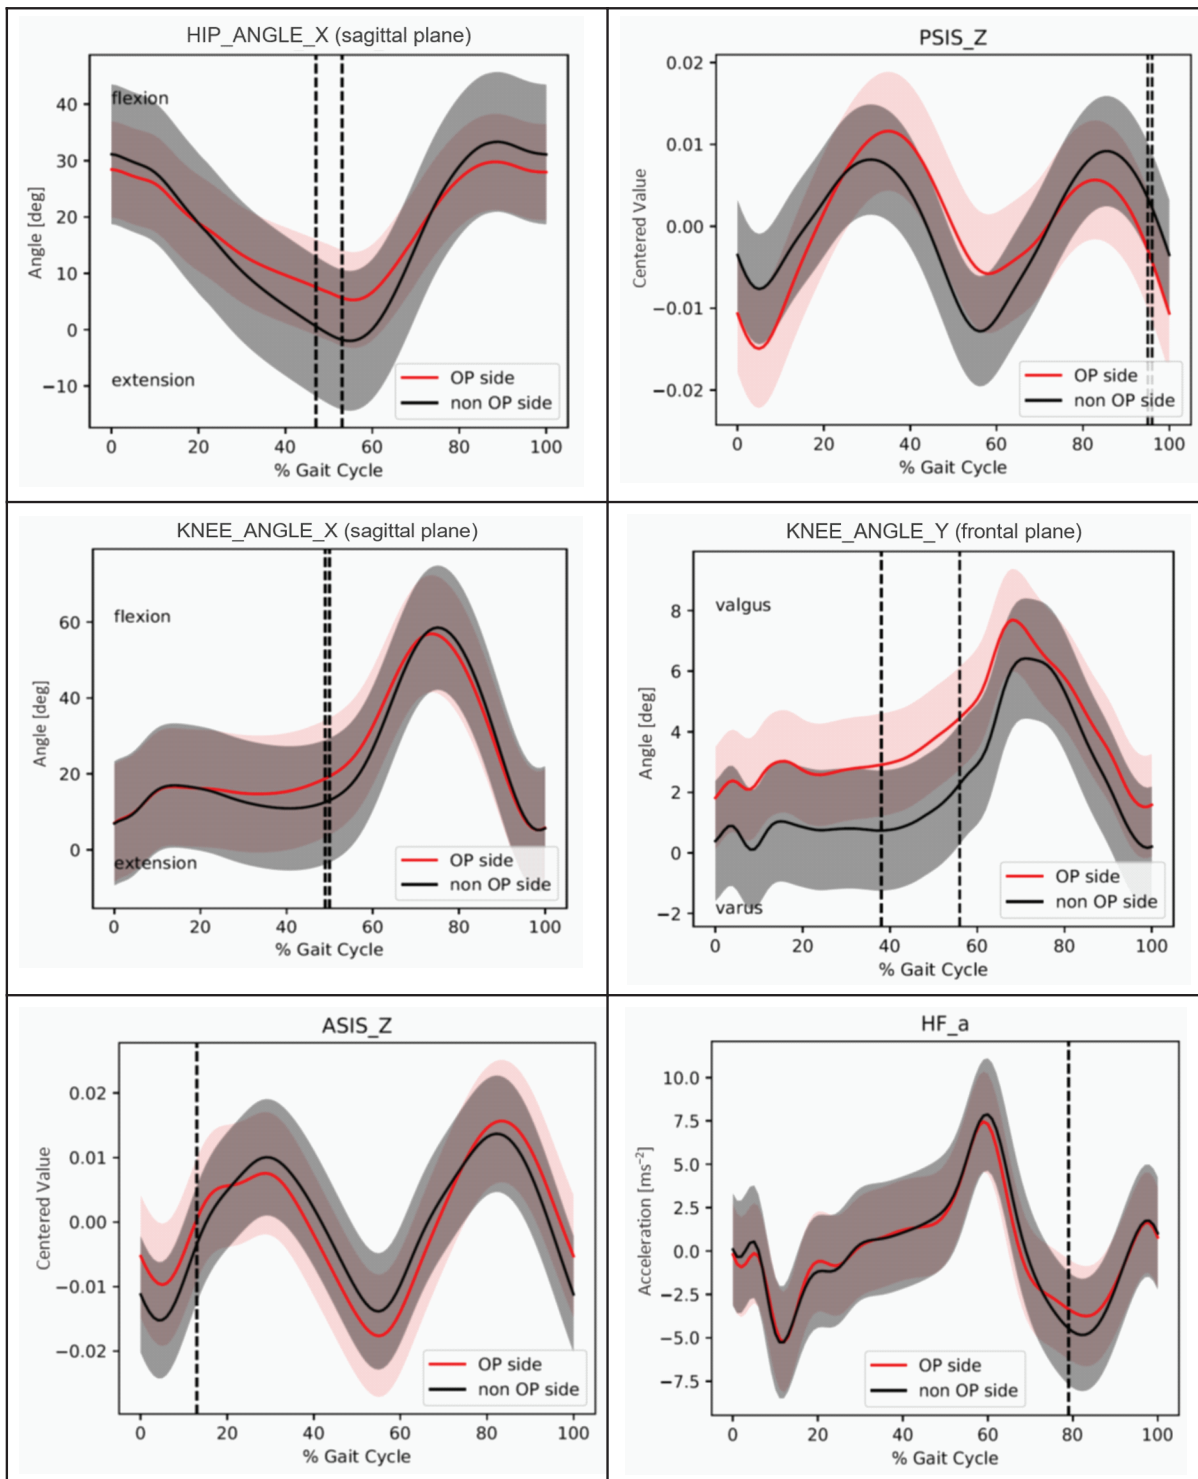 HIP_ANGLE_X (sagittal plane)
flexion
40
30
20
10
0
−10
Angle [deg]
extension
OP side
non OP side
0 20 40 60 80 100
% Gait Cycle
PSIS_Z
0.02
0.01
0.00
−0.01
−0.02
Centered Value
OP side
non OP side
0 20 40 60 80 100
% Gait Cycle
KNEE_ANGLE_X (sagittal plane)
flexion
60
40
20
0
Angle [deg]
extension
OP side
non OP side
0 20 40 60 80 100
% Gait Cycle
KNEE_ANGLE_Y (frontal plane)
valgus
8
6
4
2
0
−2
Angle [deg]
varus
OP side
non OP side
0 20 40 60 80 100
% Gait Cycle
ASIS_Z
0.02
0.01
0.00
−0.01
−0.02
Centered Value
OP side
non OP side
0 20 40 60 80 100
% Gait Cycle
HF_a
10.0
7.5
5.0
2.5
0.0
−2.5
−5.0
−7.5
Acceleration [ms⁻²]
OP side
non OP side
0 20 40 60 80 100
% Gait Cycle